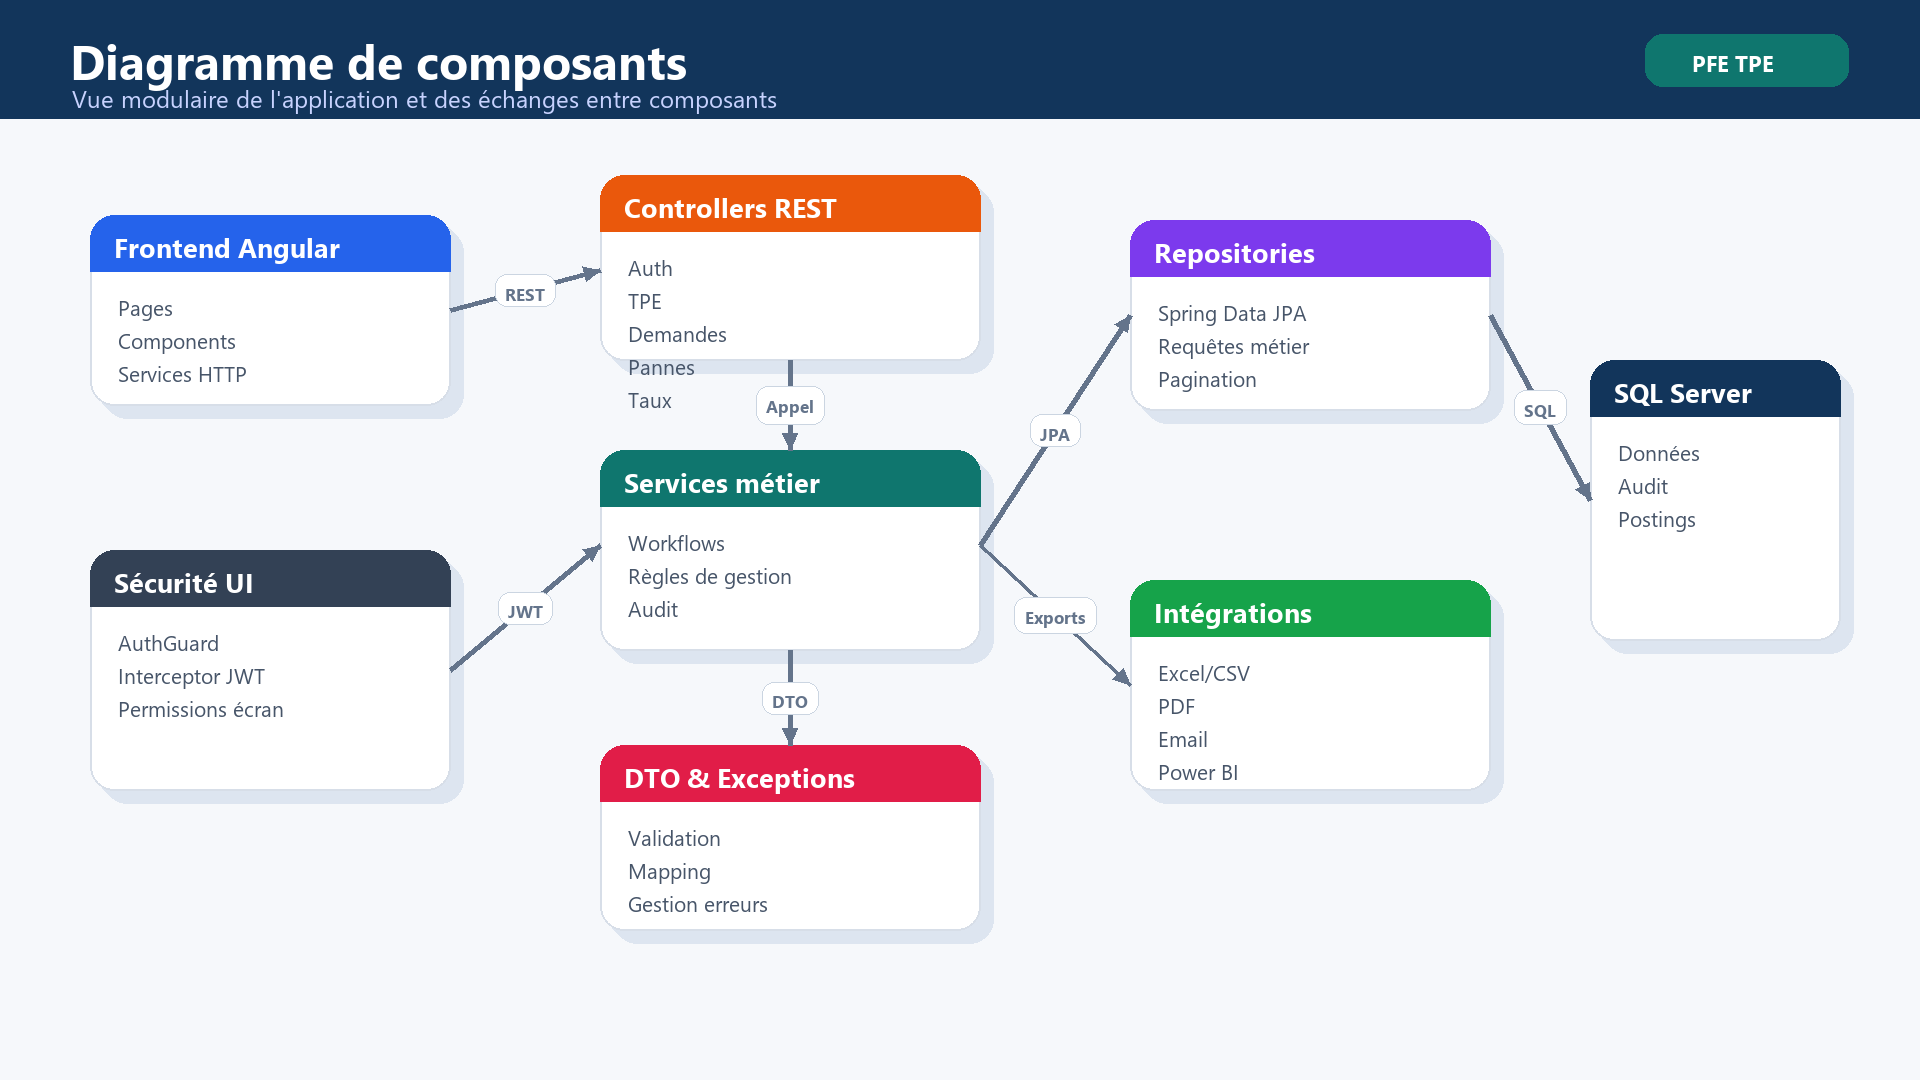 Diagramme de composants
Vue modulaire de l'application et des échanges entre composants
PFE TPE
Frontend Angular
Pages
Components
Services HTTP
REST
Controllers REST
Auth
TPE
Demandes
Pannes
Taux
Appel
Sécurité UI
AuthGuard
Interceptor JWT
Permissions écran
JWT
Services métier
Workflows
Règles de gestion
Audit
DTO
DTO & Exceptions
Validation
Mapping
Gestion erreurs
JPA
Exports
Repositories
Spring Data JPA
Requêtes métier
Pagination
Intégrations
Excel/CSV
PDF
Email
Power BI
SQL
SQL Server
Données
Audit
Postings